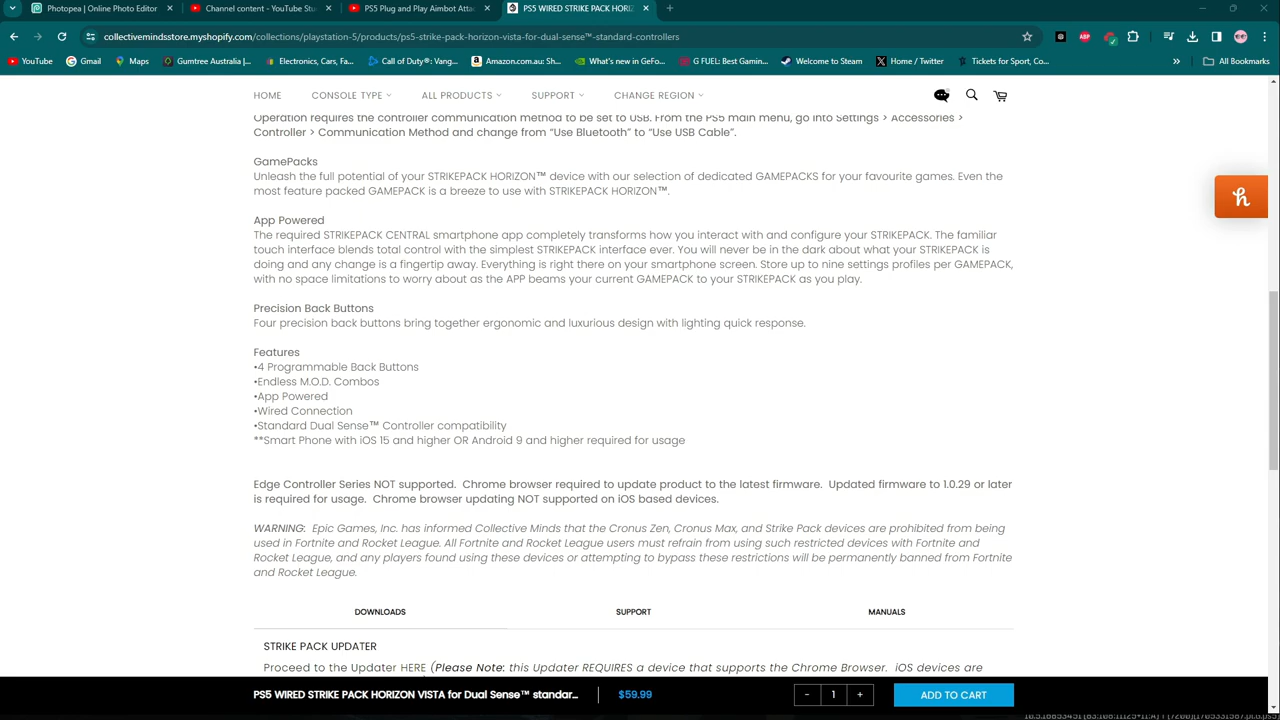 Photopea | Online Photo Editor
Channel content - YouTube Stu
PS5 Plug and Play Aimbot Attac
PS5 WIRED STRIKE PACK HORIZ
collectivemindsstore.myshopify.com/collections/playstation-5/products/ps5-strike-pack-horizon-vista-for-dual-sense™-standard-controllers
YouTube
Gmail
Maps
Gumtree Australia |...
Electronics, Cars, Fa...
Call of Duty®: Vang...
Amazon.com.au: Sh...
What's new in GeFo...
G FUEL: Best Gamin...
Welcome to Steam
Home / Twitter
Tickets for Sport, Co...
»
All Bookmarks
HOME
CONSOLE TYPE
ALL PRODUCTS
SUPPORT
CHANGE REGION
Operation requires the controller communication method to be set to USB. From the PS5 main menu, go into Settings > Accessories >
Controller > Communication Method and change from “Use Bluetooth” to “Use USB Cable”.
GamePacks
Unleash the full potential of your STRIKEPACK HORIZON™ device with our selection of dedicated GAMEPACKS for your favourite games. Even the
most feature packed GAMEPACK is a breeze to use with STRIKEPACK HORIZON™.
App Powered
The required STRIKEPACK CENTRAL smartphone app completely transforms how you interact with and configure your STRIKEPACK. The familiar
touch interface blends total control with the simplest STRIKEPACK interface ever. You will never be in the dark about what your STRIKEPACK is
doing and any change is a fingertip away. Everything is right there on your smartphone screen. Store up to nine settings profiles per GAMEPACK,
with no space limitations to worry about as the APP beams your current GAMEPACK to your STRIKEPACK as you play.
Precision Back Buttons
Four precision back buttons bring together ergonomic and luxurious design with lighting quick response.
Features
•4 Programmable Back Buttons
•Endless M.O.D. Combos
•App Powered
•Wired Connection
•Standard Dual Sense™ Controller compatibility
**Smart Phone with iOS 15 and higher OR Android 9 and higher required for usage
Edge Controller Series NOT supported. Chrome browser required to update product to the latest firmware. Updated firmware to 1.0.29 or later
is required for usage. Chrome browser updating NOT supported on iOS based devices.
WARNING: Epic Games, Inc. has informed Collective Minds that the Cronus Zen, Cronus Max, and Strike Pack devices are prohibited from being
used in Fortnite and Rocket League. All Fortnite and Rocket League users must refrain from using such restricted devices with Fortnite and
Rocket League, and any players found using these devices or attempting to bypass these restrictions will be permanently banned from Fortnite
and Rocket League.
DOWNLOADS
SUPPORT
MANUALS
STRIKE PACK UPDATER
Proceed to the Updater HERE (Please Note: this Updater REQUIRES a device that supports the Chrome Browser. iOS devices are
PS5 WIRED STRIKE PACK HORIZON VISTA for Dual Sense™ standar...
$59.99
- 1 +
ADD TO CART